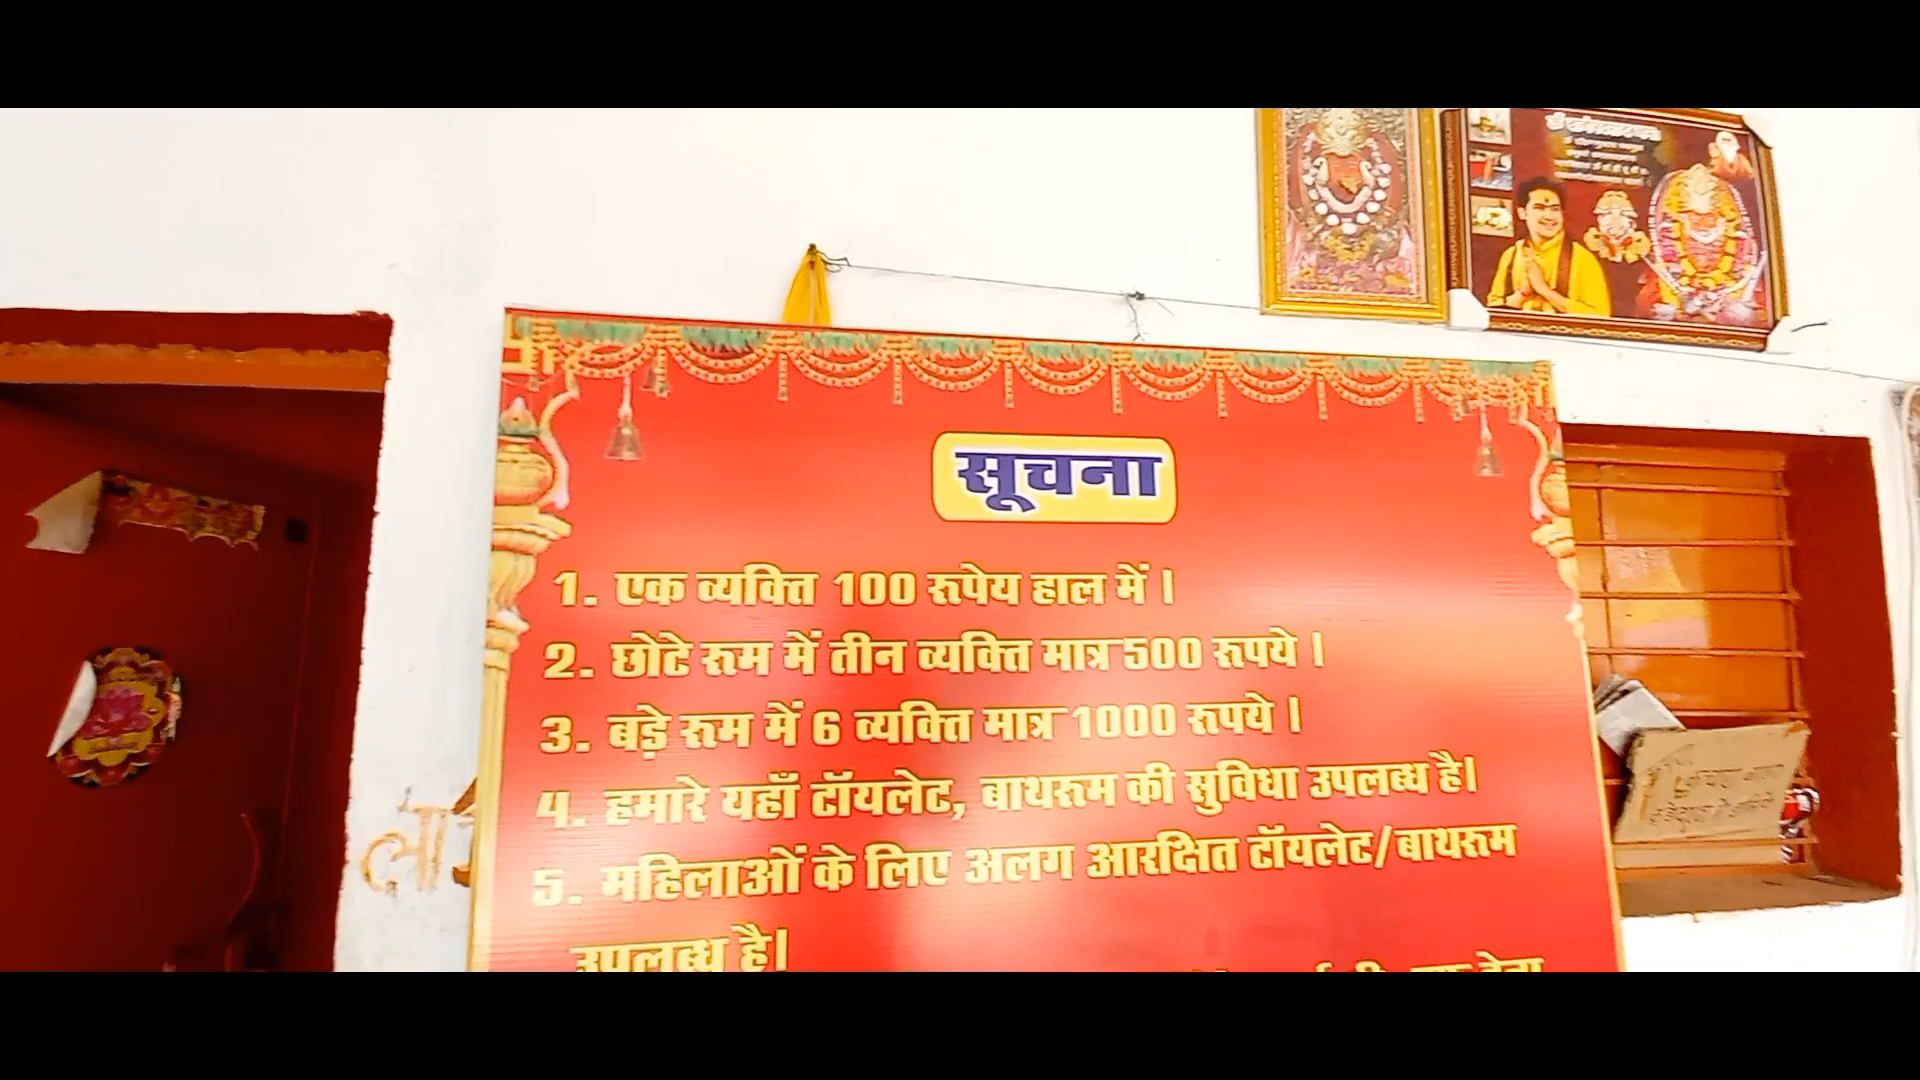 सूचना
1. एक व्यक्ति 100 रूपेय हाल में ।
2. छोटे रूम में तीन व्यक्ति मात्र 500 रूपये ।
3. बड़े रूम में 6 व्यक्ति मात्र 1000 रूपये ।
4. हमारे यहाँ टॉयलेट, बाथरूम की सुविधा उपलब्ध है।
5. महिलाओं के लिए अलग आरक्षित टॉयलेट/बाथरूम
उपलब्ध है।